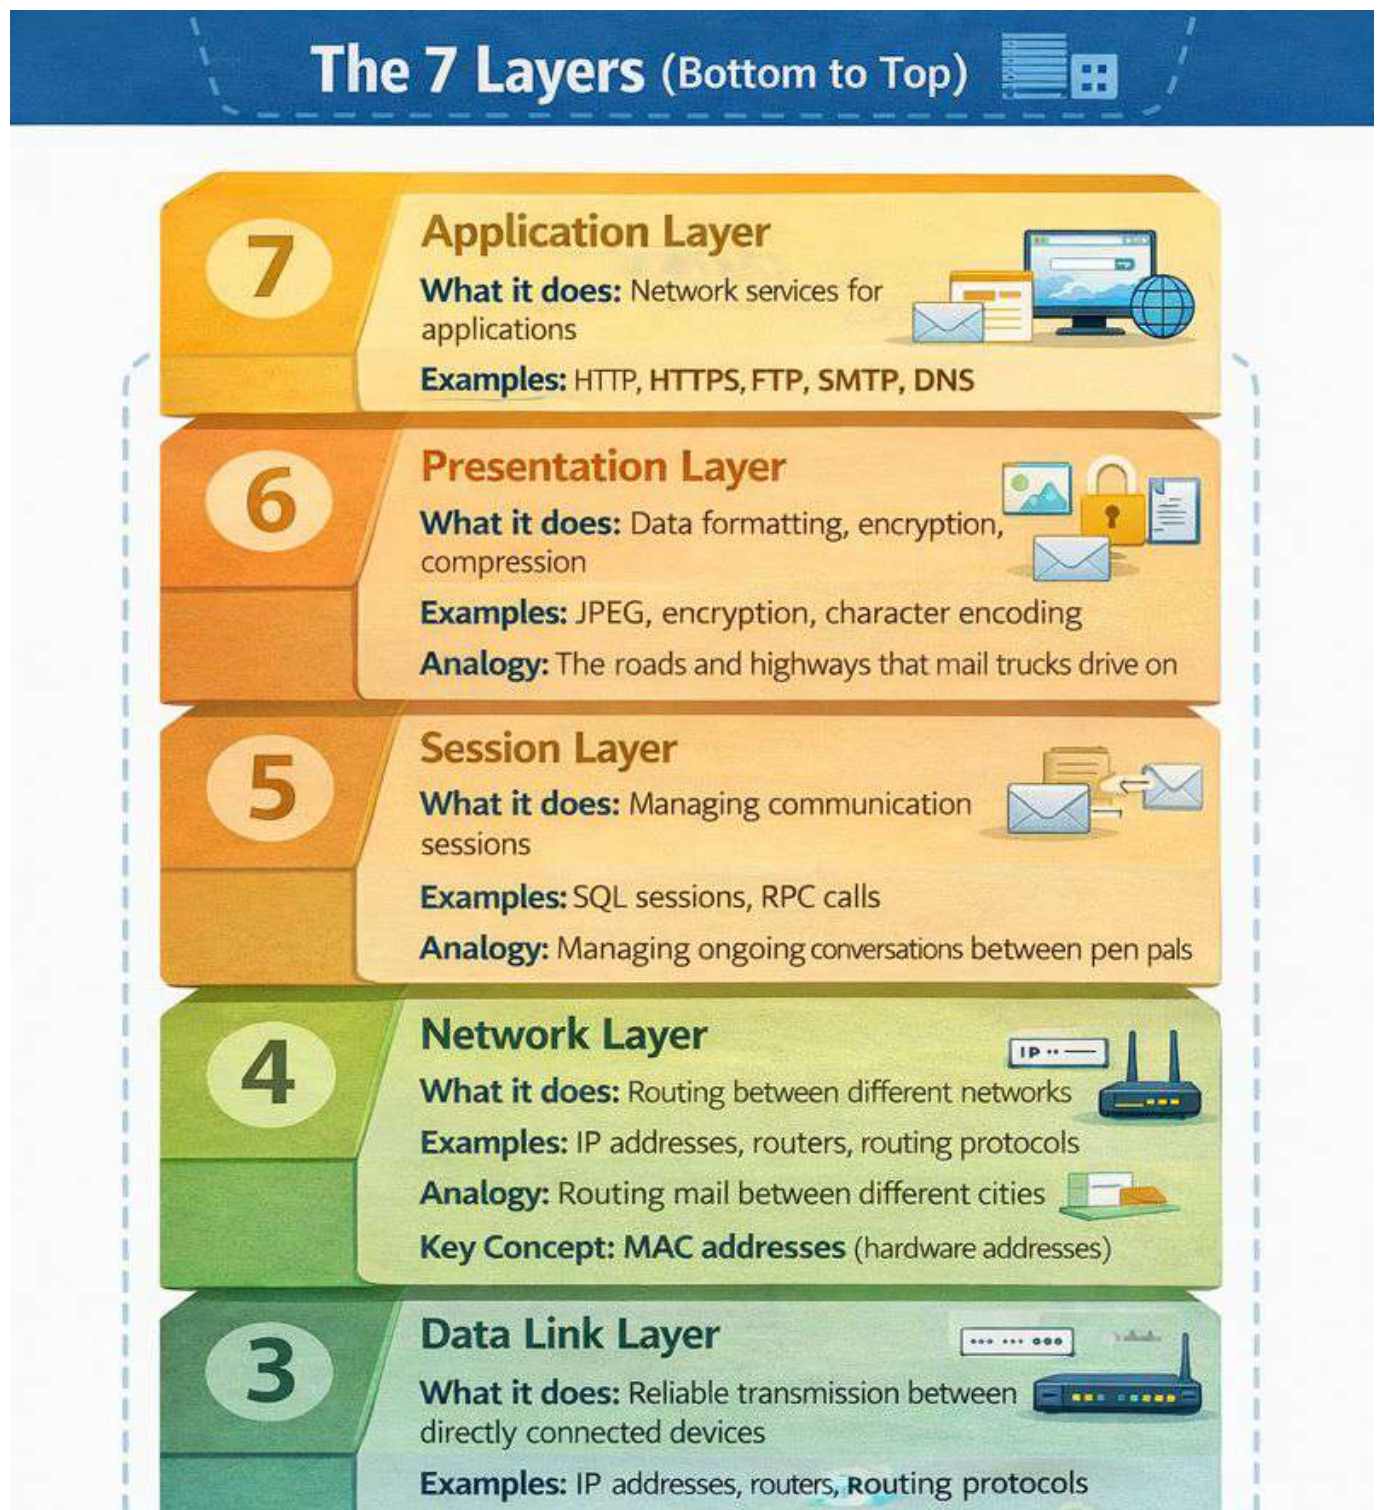 The 7 Layers (Bottom to Top)
7
Application Layer
What it does: Network services for
applications
Examples: HTTP, HTTPS, FTP, SMTP, DNS
6
Presentation Layer
What it does: Data formatting, encryption,
compression
Examples: JPEG, encryption, character encoding
Analogy: The roads and highways that mail trucks drive on
5
Session Layer
What it does: Managing communication
sessions
Examples: SQL sessions, RPC calls
Analogy: Managing ongoing conversations between pen pals
4
Network Layer
IP
What it does: Routing between different networks
Examples: IP addresses, routers, routing protocols
Analogy: Routing mail between different cities
Key Concept: MAC addresses (hardware addresses)
3
Data Link Layer
What it does: Reliable transmission between
directly connected devices
Examples: IP addresses, routers, Routing protocols